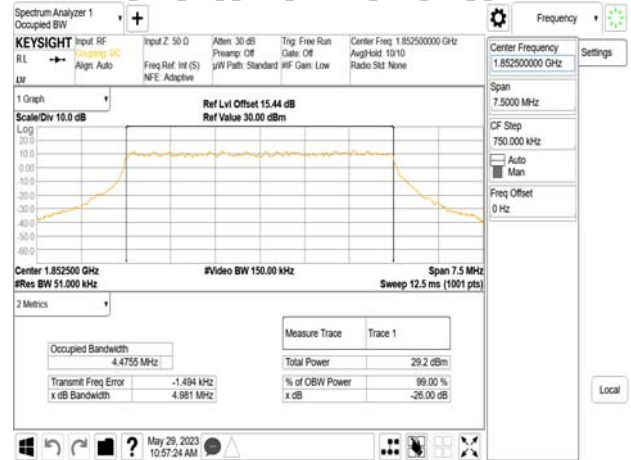 Spectrum Analyzer 1
Occupied BW
Frequency
KEYSIGHT
Input: RF
Input Z: 50 Ω
Atten: 30 dB
Trig: Free Run
Center Freq: 1.852500000 GHz
RL
Coupling: DC
Preamp: Off
Gate: Off
Avg|Hold: 10/10
Align: Auto
Freq Ref: Int (S)
µW Path: Standard
#IF Gain: Low
Radio Std: None
NFE: Adaptive
Center Frequency
1.852500000 GHz
Settings
Span
7.5000 MHz
CF Step
750.000 kHz
Auto
Man
Freq Offset
0 Hz
1 Graph
Ref Lvl Offset 15.44 dB
Scale/Div 10.0 dB
Ref Value 30.00 dBm
Log
20.0
10.0
0.00
-10.0
-20.0
-30.0
-40.0
-50.0
-60.0
Center 1.852500 GHz
#Video BW 150.00 kHz
Span 7.5 MHz
#Res BW 51.000 kHz
Sweep 12.5 ms (1001 pts)
2 Metrics
Measure Trace
Trace 1
Occupied Bandwidth
4.4755 MHz
Total Power
29.2 dBm
Transmit Freq Error
-1.494 kHz
% of OBW Power
99.00 %
x dB Bandwidth
4.981 MHz
x dB
-26.00 dB
Local
May 29, 2023
10:57:24 AM